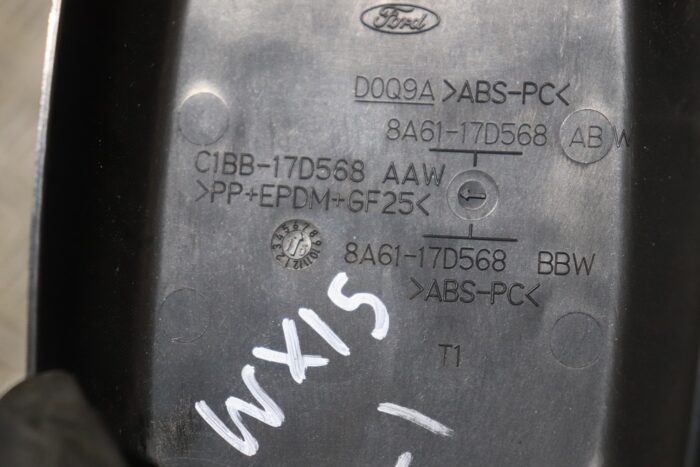 Ford
D0Q9A >ABS-PC<
8A61-17D568 AB W
C1BB-17D568 AAW
>PP+EPDM+GF25<
8A61-17D568 BBW
>ABS-PC<
T1
WX15